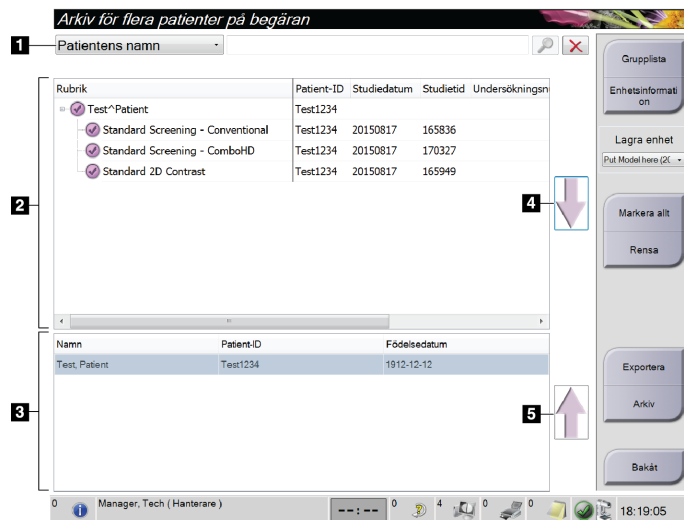 Arkiv för flera patienter på begäran
1
Patientens namn
Grupplista
Enhetsinformati
on
Lagra enhet
Put Model here (2(
Markera allt
Rensa
Exportera
Arkiv
Bakåt
2
Rubrik Patient-ID Studiedatum Studietid Undersökningsn
Test^Patient Test1234
Standard Screening - Conventional Test1234 20150817 165836
Standard Screening - ComboHD Test1234 20150817 170327
Standard 2D Contrast Test1234 20150817 165949
4
3
Namn Patient-ID Födelsedatum
Test, Patient Test1234 1912-12-12
5
0 Manager, Tech ( Hanterare ) --:-- 0 4 0 0 18:19:05